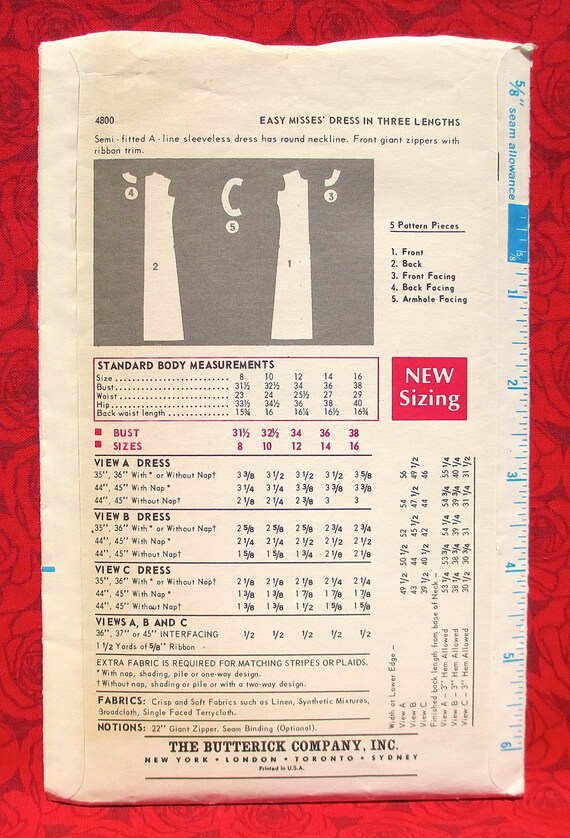 4800 EASY MISSES' DRESS IN THREE LENGTHS
Semi - fitted A - line sleeveless dress has round neckline. Front giant zippers with
ribbon trim.
4
5
3
2
1
5 Pattern Pieces
1. Front
2. Back
3. Front Facing
4. Back Facing
5. Armhole Facing
STANDARD BODY MEASUREMENTS
Size 8 10 12 14 16
Bust 31½ 32½ 34 36 38
Waist 23 24 25½ 27 29
Hip 33½ 34½ 36 38 40
Back waist length 15¾ 16 16¼ 16½ 16¾
NEW
Sizing
BUST 31½ 32½ 34 36 38
SIZES 8 10 12 14 16
VIEW A DRESS
35", 36" With * or Without Nap† 3 3/8 3 1/2 3 1/2 3 1/2 3 5/8
44", 45" With Nap* 3 1/4 3 1/4 3 3/8 3 3/8 3 3/8
44", 45" Without Nap† 2 1/8 2 1/4 2 3/8 3 3
VIEW B DRESS
35", 36" With * or Without Nap† 2 5/8 2 5/8 2 5/8 2 3/4 2 3/4
44", 45" With Nap* 2 1/4 2 1/2 2 1/2 2 1/2 2 1/2
44", 45" Without Nap† 1 5/8 1 5/8 1 3/4 2 1/8 2 1/8
VIEW C DRESS
35", 36" With * or Without Nap† 2 1/8 2 1/8 2 1/8 2 1/4 2 1/4
44", 45" With Nap * 1 3/8 1 3/8 1 7/8 1 7/8 1 7/8
44", 45" Without Nap† 1 3/8 1 3/8 1 1/2 1 5/8 1 5/8
VIEWS A, B AND C
36", 37" or 45" INTERFACING 1/2 1/2 1/2 1/2 1/2
1 1/2 Yards of 5/8" Ribbon
EXTRA FABRIC IS REQUIRED FOR MATCHING STRIPES OR PLAIDS.
* With nap, shading, pile or one-way design.
† Without nap, shading or pile or with a two-way design.
FABRICS: Crisp and Soft Fabrics such as Linen, Synthetic Mixtures,
Broadcloth, Single Faced Terrycloth.
NOTIONS: 22" Giant Zipper, Seam Binding (Optional).
Width at Lower Edge —
View A 49 1/2 50 1/2 52 54 56
View B 43 44 45 1/2 47 1/2 49 1/2
View C 39 1/2 40 1/2 42 44 46
Finished back length from base of Neck —
View A — 3" Hem Allowed 53 1/4 53 3/4 54 1/4 54 3/4 55 1/4
View B — 3" Hem Allowed 38 1/4 38 3/4 39 1/4 39 3/4 40 1/4
View C — 3" Hem Allowed 30 1/2 30 3/4 31 31 1/4 31 1/2
THE BUTTERICK COMPANY, INC.
NEW YORK • LONDON • TORONTO • SYDNEY
Printed in U.S.A.
5/8" seam allowance
5/8
1
2
3
4
5
6